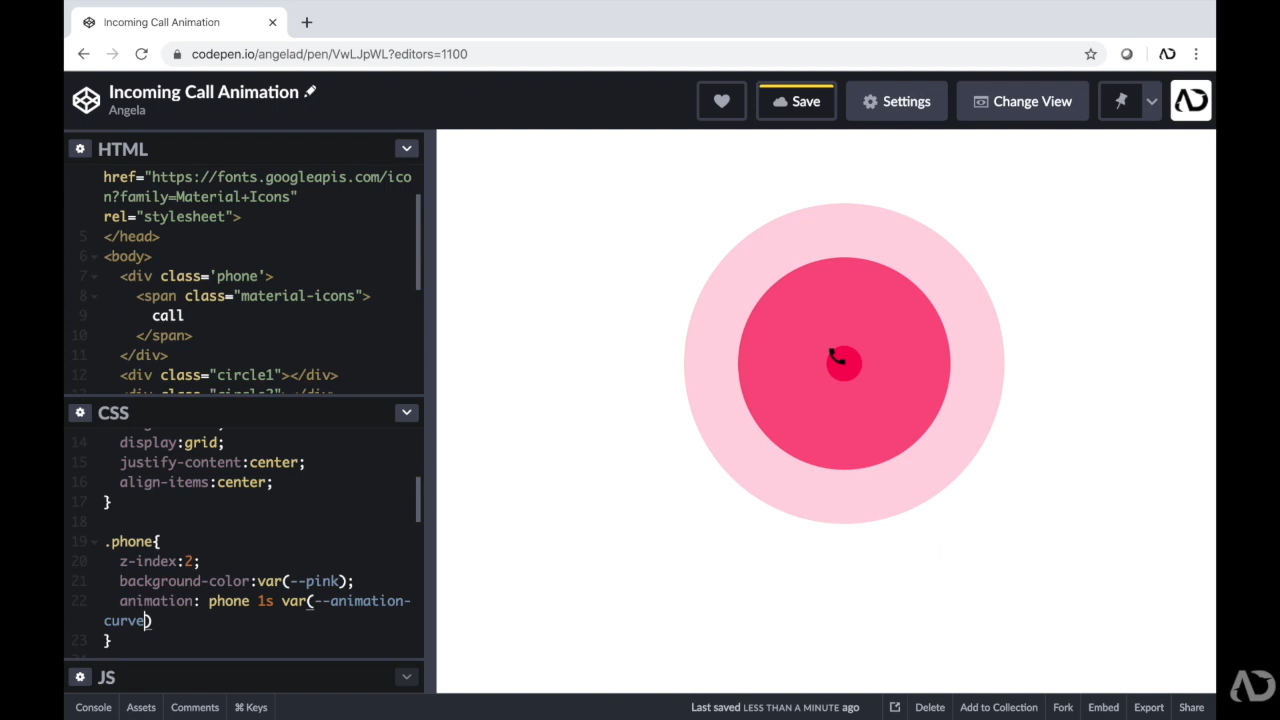 Incoming Call Animation
codepen.io/angelad/pen/VwLJpWL?editors=1100
Incoming Call Animation
Angela
Save
Settings
Change View
HTML
href="https://fonts.googleapis.com/ico
n?family=Material+Icons"
rel="stylesheet">
5 </head>
6 <body>
7 <div class='phone'>
8 <span class="material-icons">
9 call
10 </span>
11 </div>
12 <div class="circle1"></div>
CSS
14 display:grid;
15 justify-content:center;
16 align-items:center;
17 }
18
19 .phone{
20 z-index:2;
21 background-color:var(--pink);
22 animation: phone 1s var(--animation-
curve)
23 }
JS
Console Assets Comments ⌘ Keys Last saved LESS THAN A MINUTE ago Delete Add to Collection Fork Embed Export Share